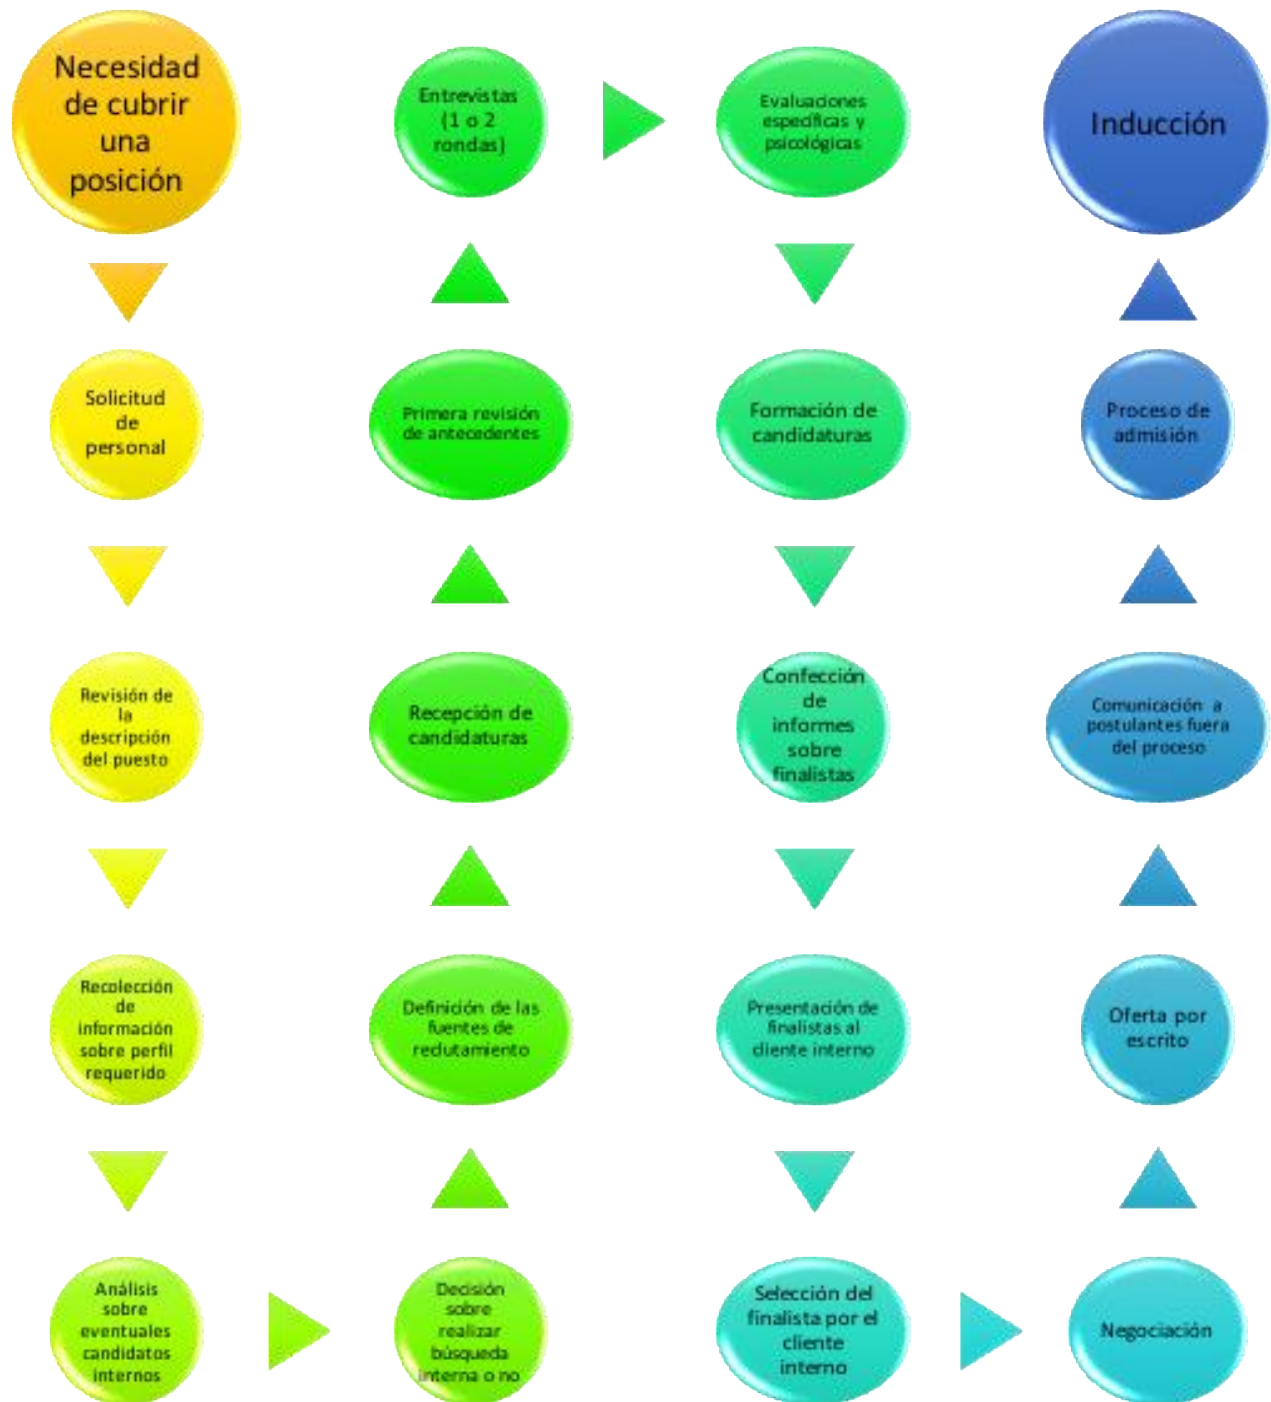 Necesidad
de cubrir
una
posición
Solicitud
de
personal
Revisión de
la
descripción
del puesto
Recolección
de
información
sobre perfil
requerido
Análisis
sobre
eventuales
candidatos
internos
Decisión
sobre
realizar
búsqueda
interna o no
Definición de las
fuentes de
reclutamiento
Recepción de
candidaturas
Primera revisión
de antecedentes
Entrevistas
(1 o 2
rondas)
Evaluaciones
específicas y
psicológicas
Formación de
candidaturas
Confección
de
informes
sobre
finalistas
Presentación de
finalistas al
cliente interno
Selección del
finalista por el
cliente
interno
Negociación
Oferta por
escrito
Comunicación a
postulantes fuera
del proceso
Proceso de
admisión
Inducción